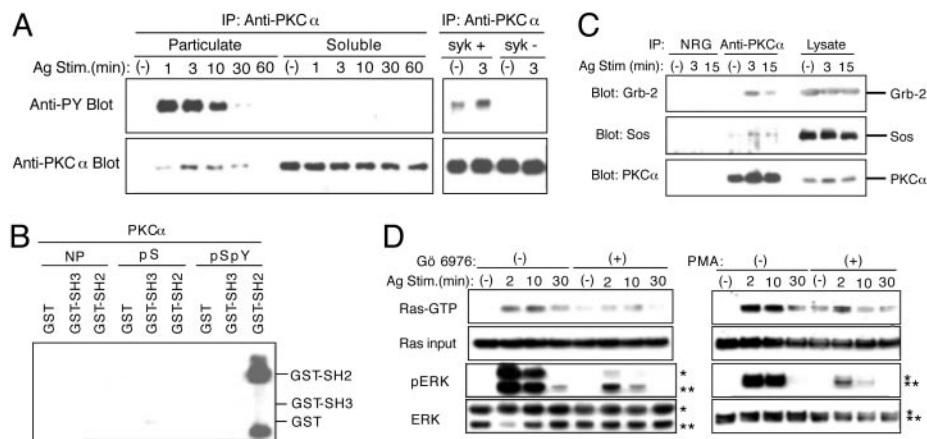 A
IP: Anti-PKCα
IP: Anti-PKCα
Particulate
Soluble
syk +
syk -
Ag Stim.(min): (-) 1 3 10 30 60 (-) 1 3 10 30 60
(-) 3 (-) 3
Anti-PY Blot
Anti-PKCα Blot
C
IP: NRG Anti-PKCα Lysate
Ag Stim (min): (-) 3 15 (-) 3 15 (-) 3 15
Blot: Grb-2
Grb-2
Blot: Sos
Sos
Blot: PKCα
PKCα
B
PKCα
NP pS pSpY
GST GST-SH3 GST-SH2 GST GST-SH3 GST-SH2 GST GST-SH3 GST-SH2
GST-SH2
GST-SH3
GST
D
Gö 6976: (-) (+)
Ag Stim.(min): (-) 2 10 30 (-) 2 10 30
PMA: (-) (+)
(-) 2 10 30 (-) 2 10 30
Ras-GTP
Ras input
pERK
*
**
*
**
ERK
*
**
*
**